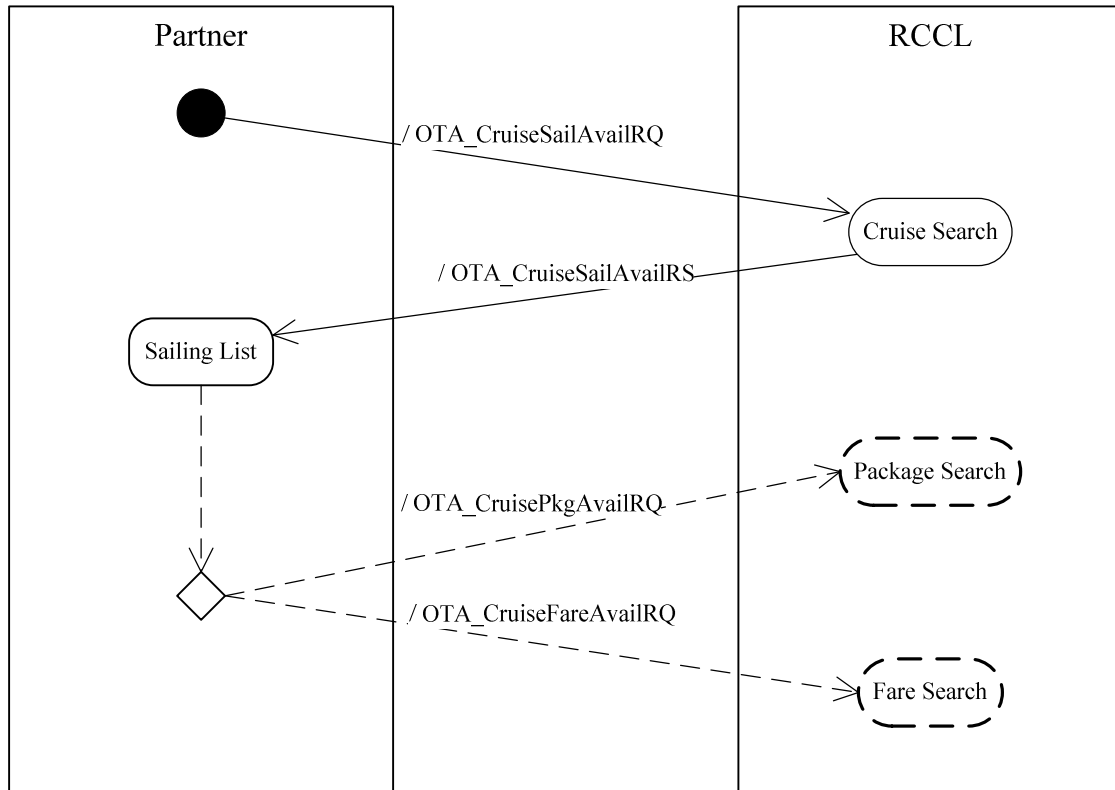 Partner
RCCL
/ OTA_CruiseSailAvailRQ
Cruise Search
/ OTA_CruiseSailAvailRS
Sailing List
Package Search
/ OTA_CruisePkgAvailRQ
/ OTA_CruiseFareAvailRQ
Fare Search